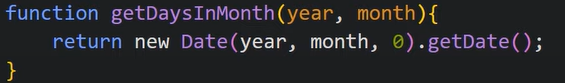 function getDaysInMonth(year, month){
    return new Date(year, month, 0).getDate();
}